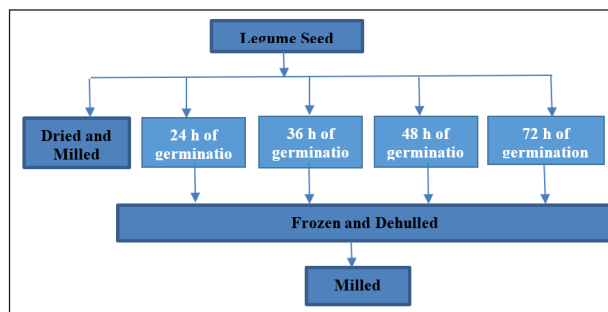 Legume Seed
Dried and
Milled
24 h of
germinatio
36 h of
germinatio
48 h of
germinatio
72 h of
germination
Frozen and Dehulled
Milled